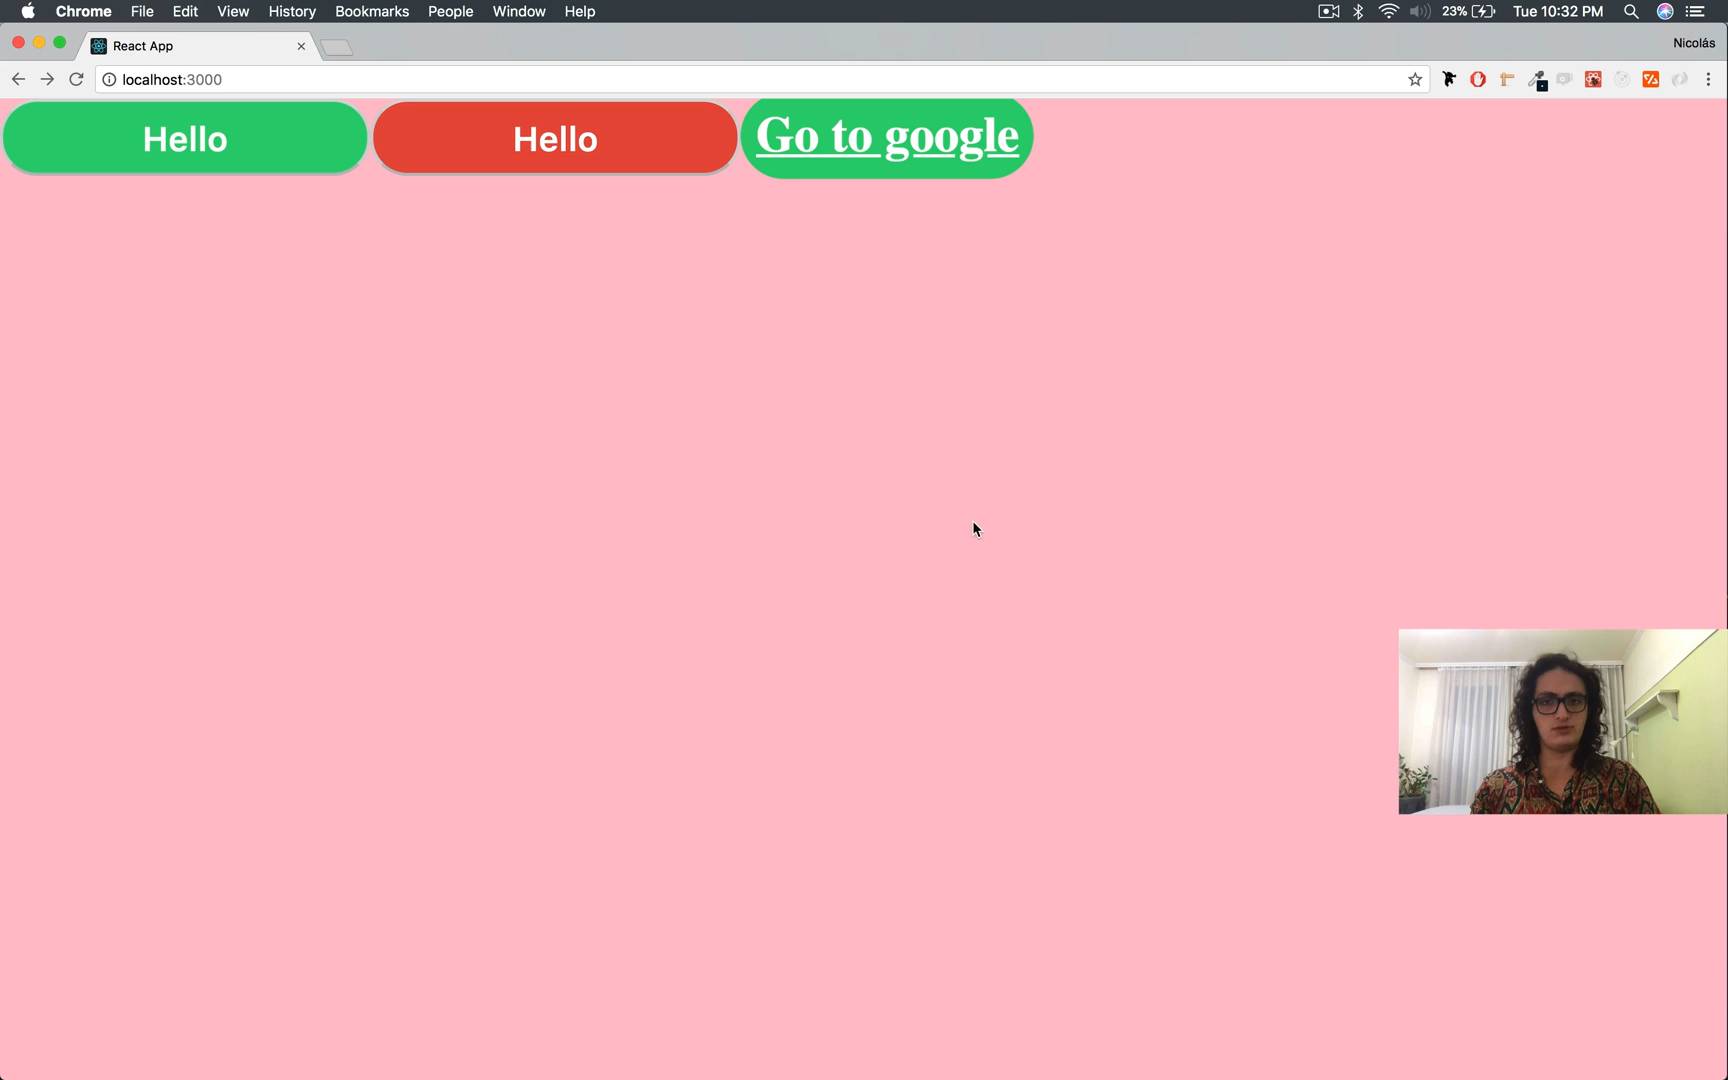 Chrome File Edit View History Bookmarks People Window Help 23% Tue 10:32 PM
React App Nicolás
localhost:3000
Hello Hello Go to google